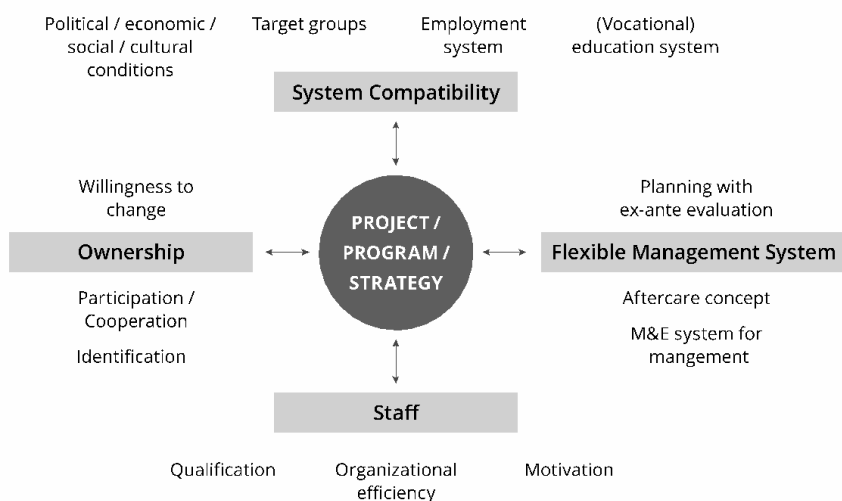 Political / economic /
social / cultural
conditions
Target groups
Employment
system
(Vocational)
education system
System Compatibility
Willingness to
change
Ownership
Participation /
Cooperation
Identification
PROJECT /
PROGRAM /
STRATEGY
Planning with
ex-ante evaluation
Flexible Management System
Aftercare concept
M&E system for
mangement
Staff
Qualification
Organizational
efficiency
Motivation